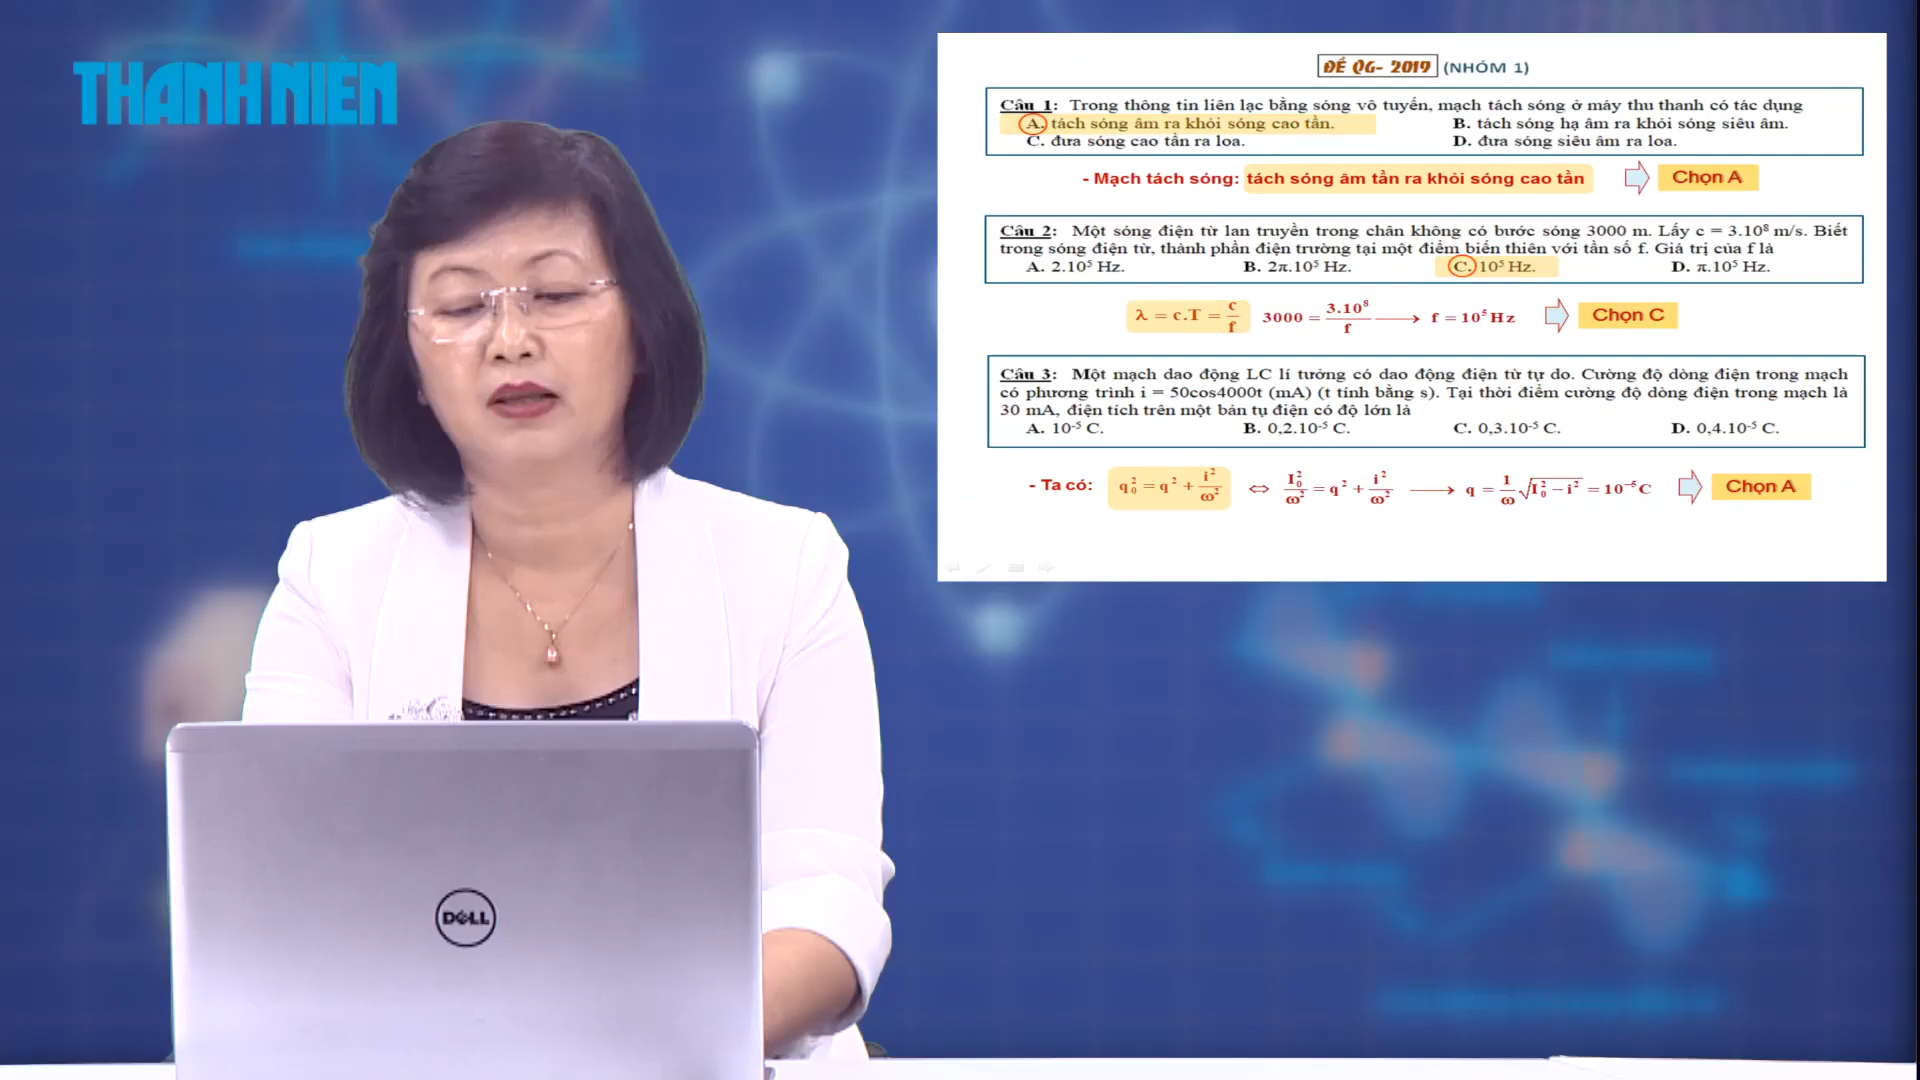 THANH NIÊN
ĐỀ QG- 2019 (NHÓM 1)
Câu 1: Trong thông tin liên lạc bằng sóng vô tuyến, mạch tách sóng ở máy thu thanh có tác dụng
A. tách sóng âm ra khỏi sóng cao tần. B. tách sóng hạ âm ra khỏi sóng siêu âm.
C. đưa sóng cao tần ra loa. D. đưa sóng siêu âm ra loa.
- Mạch tách sóng: tách sóng âm tần ra khỏi sóng cao tần Chọn A
Câu 2: Một sóng điện từ lan truyền trong chân không có bước sóng 3000 m. Lấy c = 3.10⁸ m/s. Biết
trong sóng điện từ, thành phần điện trường tại một điểm biến thiên với tần số f. Giá trị của f là
A. 2.10⁵ Hz. B. 2π.10⁵ Hz. C. 10⁵ Hz. D. π.10⁵ Hz.
λ = c.T = c/f 3000 = 3.10⁸/f ⟶ f = 10⁵ Hz Chọn C
Câu 3: Một mạch dao động LC lí tưởng có dao động điện từ tự do. Cường độ dòng điện trong mạch
có phương trình i = 50cos4000t (mA) (t tính bằng s). Tại thời điểm cường độ dòng điện trong mạch là
30 mA, điện tích trên một bản tụ điện có độ lớn là
A. 10⁻⁵ C. B. 0,2.10⁻⁵ C. C. 0,3.10⁻⁵ C. D. 0,4.10⁻⁵ C.
- Ta có: q₀² = q² + i²/ω² ⇔ I₀²/ω² = q² + i²/ω² ⟶ q = 1/ω √(I₀² − i²) = 10⁻⁵ C Chọn A
DELL